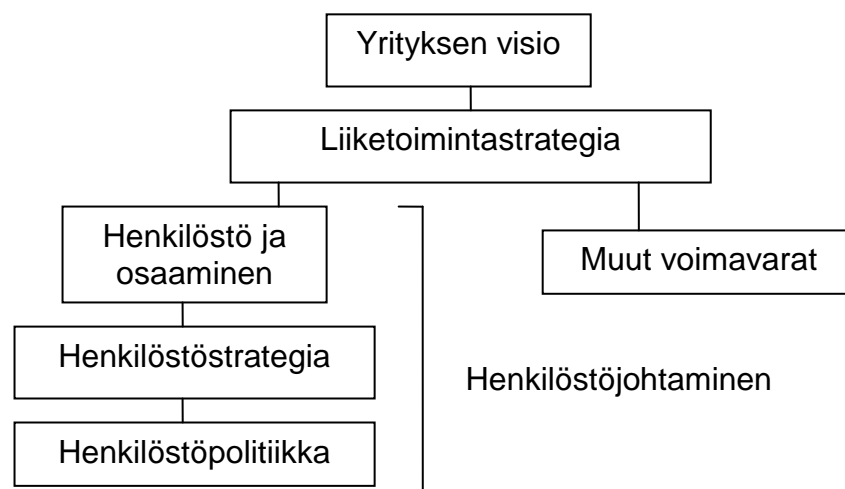 Yrityksen visio
Liiketoimintastrategia
Henkilöstö ja
osaaminen
Muut voimavarat
Henkilöstöstrategia
Henkilöstöjohtaminen
Henkilöstöpolitiikka